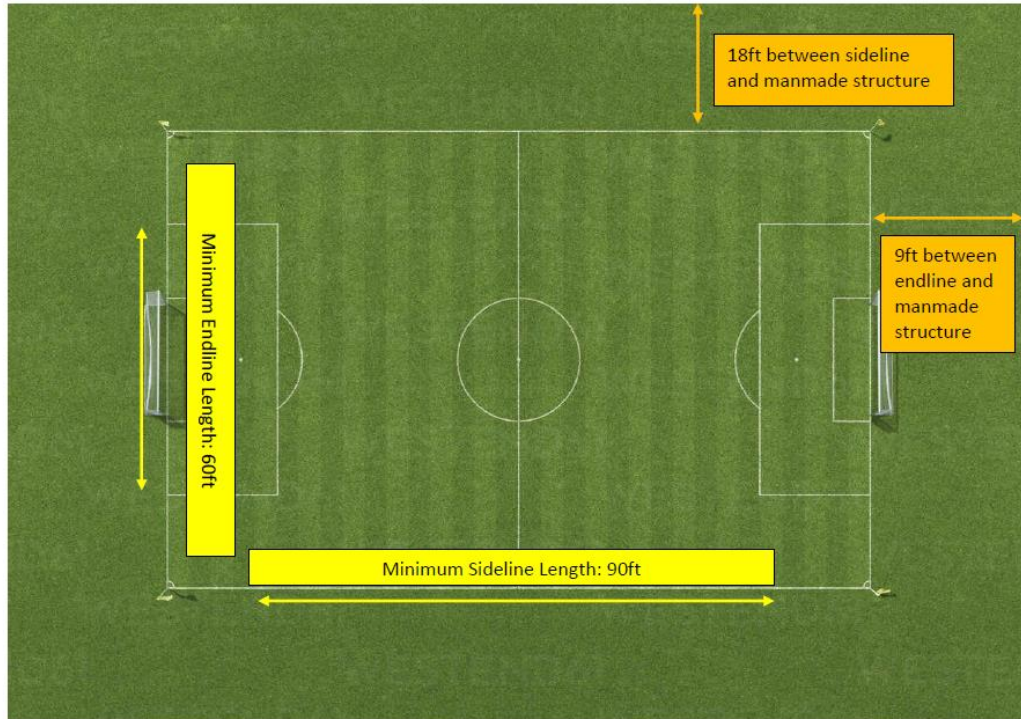 18ft between sideline
and manmade structure
9ft between
endline and
manmade
structure
Minimum Endline Length: 60ft
Minimum Sideline Length: 90ft